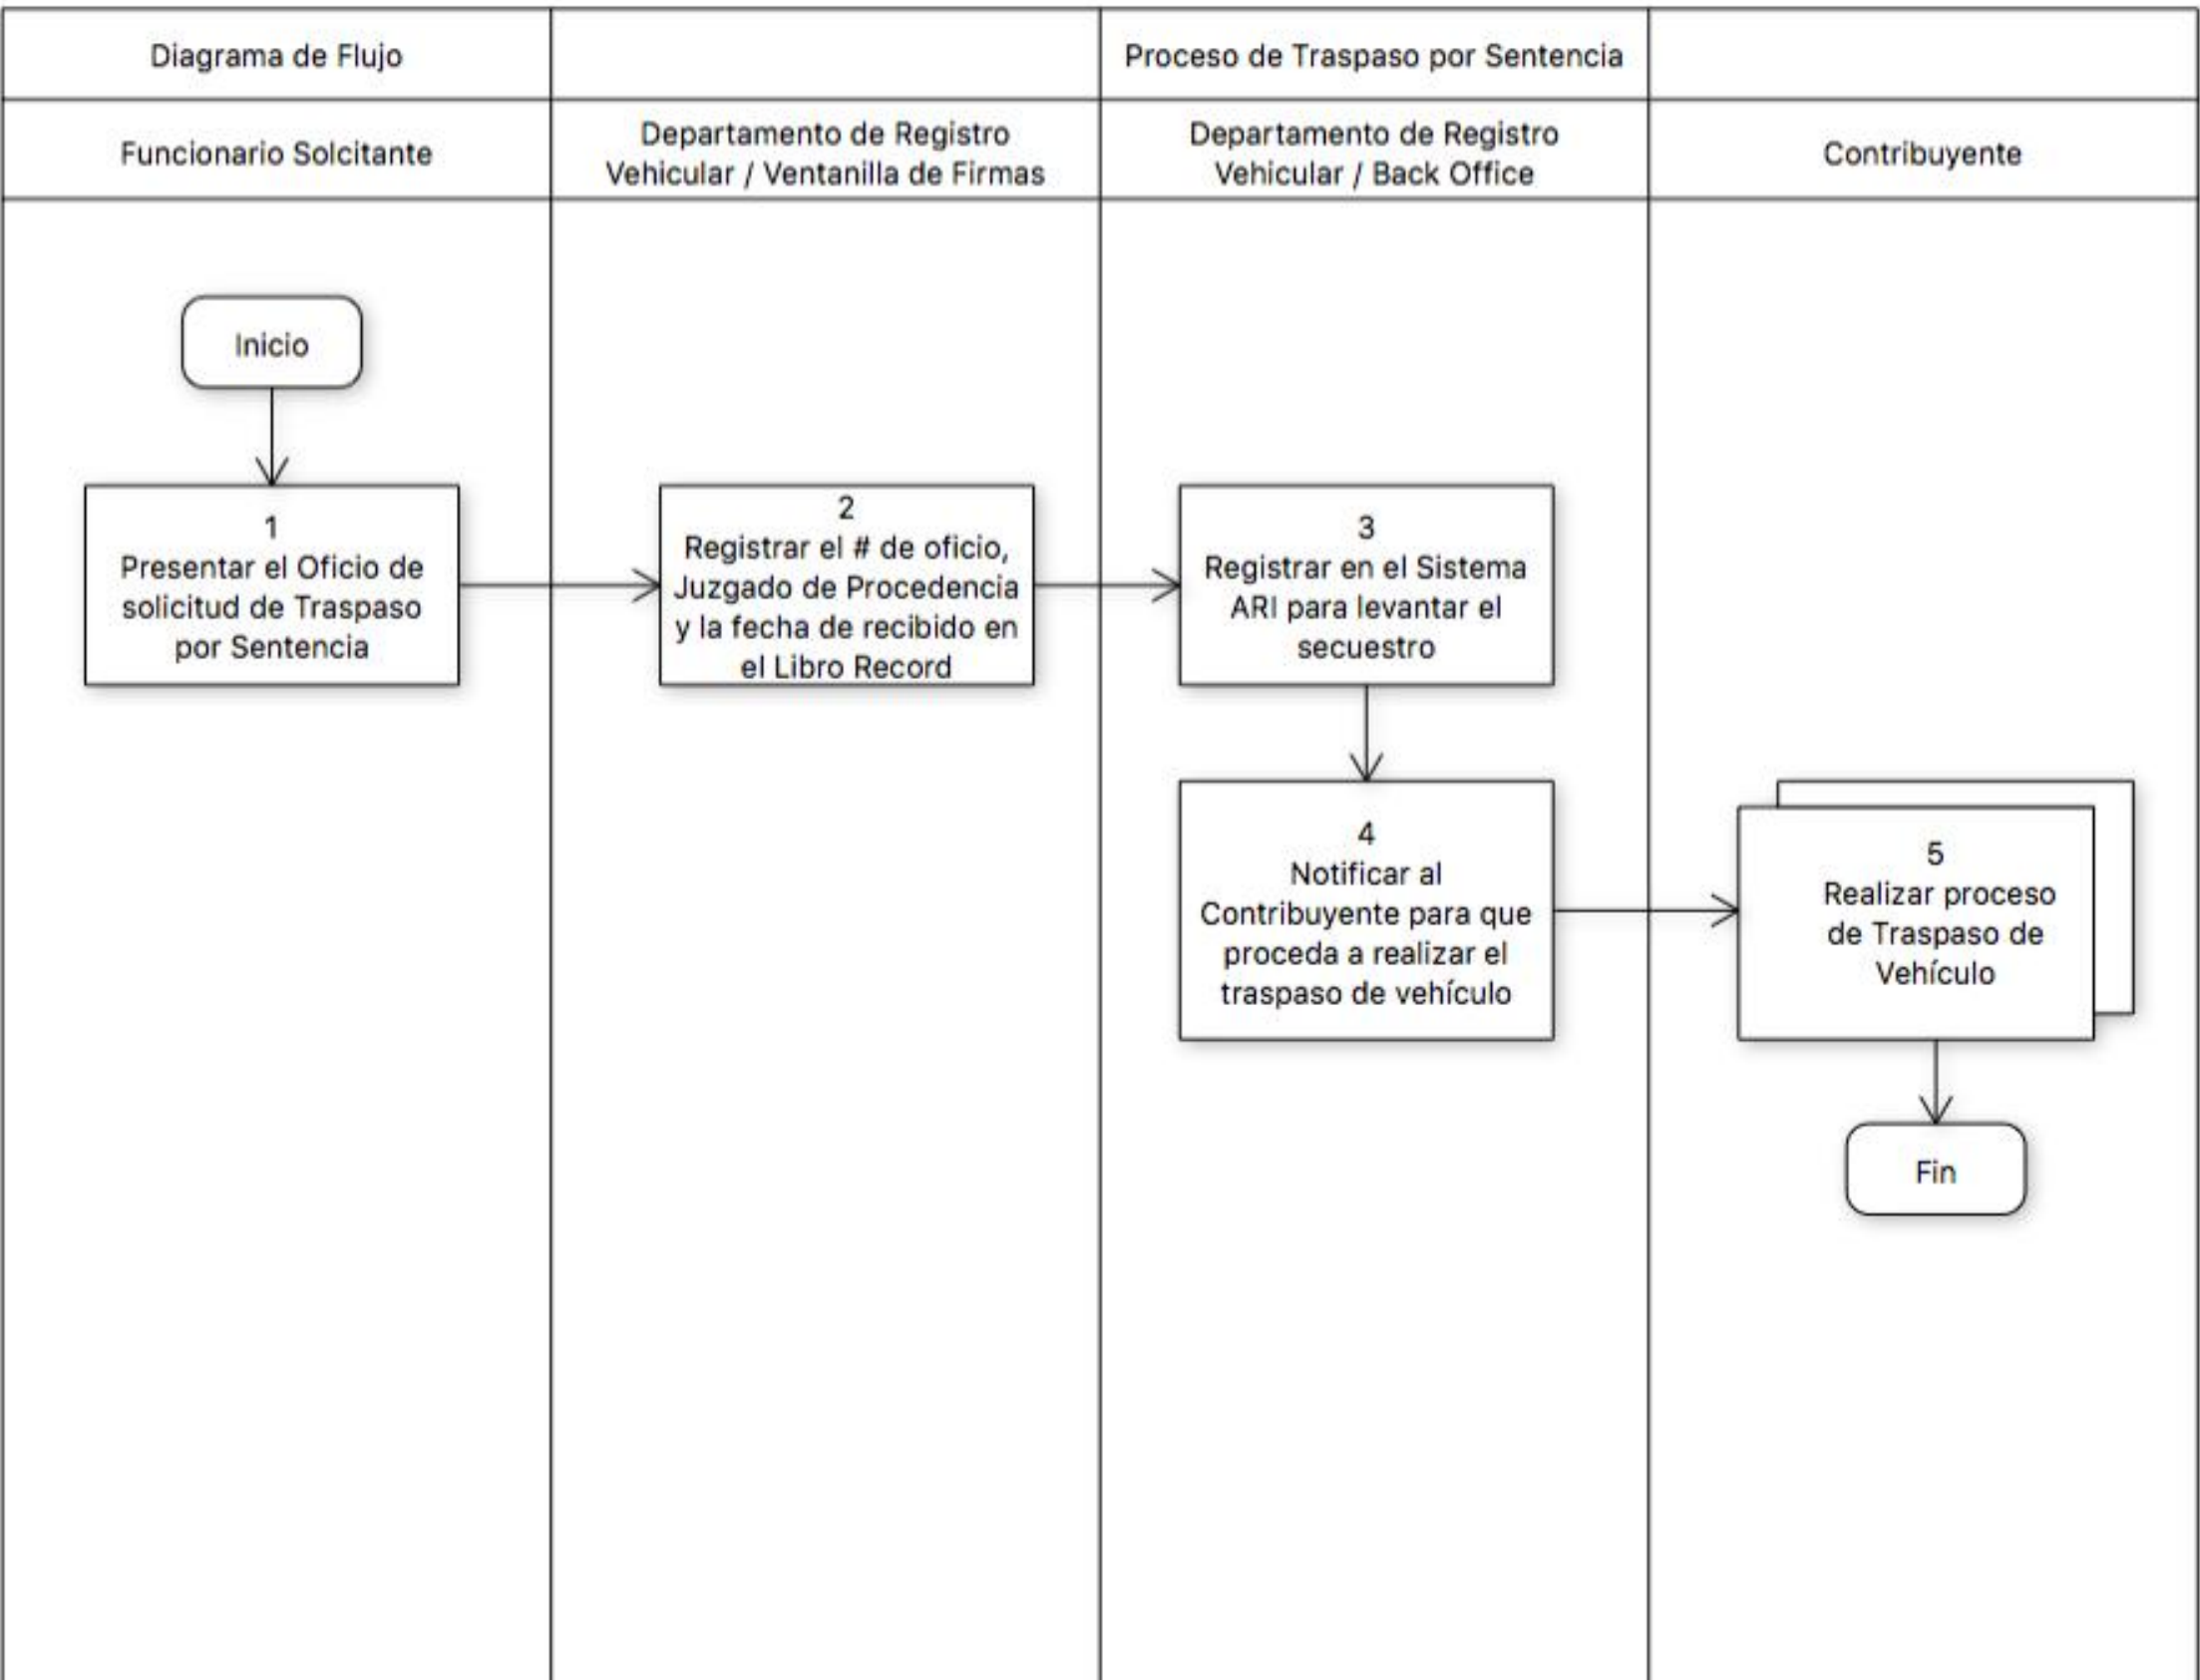 Diagrama de Flujo
Proceso de Traspaso por Sentencia
Funcionario Solcitante
Departamento de Registro
Vehicular / Ventanilla de Firmas
Departamento de Registro
Vehicular / Back Office
Contribuyente
Inicio
1
Presentar el Oficio de
solicitud de Traspaso
por Sentencia
2
Registrar el # de oficio,
Juzgado de Procedencia
y la fecha de recibido en
el Libro Record
3
Registrar en el Sistema
ARI para levantar el
secuestro
4
Notificar al
Contribuyente para que
proceda a realizar el
traspaso de vehículo
5
Realizar proceso
de Traspaso de
Vehículo
Fin